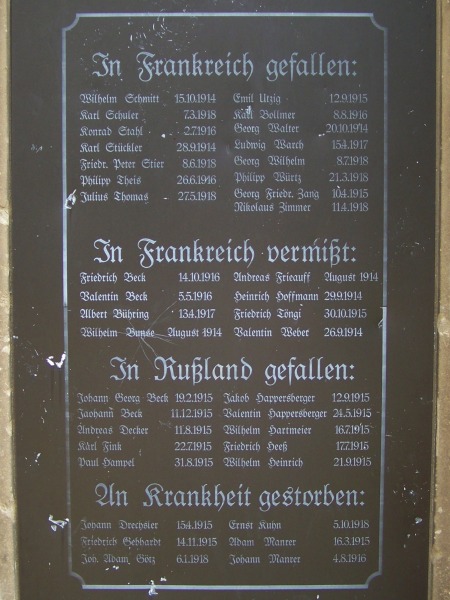 In Frankreich gefallen:
Wilhelm Schmitt 15.10.1914 Emil Utzig 12.9.1915
Karl Schuler 7.3.1918 Karl Vollmer 8.8.1916
Konrad Stahl 2.7.1916 Georg Walter 20.10.1914
Karl Stückler 28.9.1914 Ludwig Warch 15.4.1917
Friedr. Peter Stier 8.6.1918 Georg Wilhelm 8.7.1918
Philipp Theis 26.6.1916 Philipp Würtz 21.3.1918
Julius Thomas 27.5.1918 Georg Friedr. Zang 10.4.1915
Nikolaus Zimmer 11.4.1918
In Frankreich vermißt:
Friedrich Beck 14.10.1916 Andreas Frieauff August 1914
Valentin Beck 5.5.1916 Heinrich Hoffmann 29.9.1914
Albert Bühring 13.4.1917 Friedrich Töngi 30.10.1915
Wilhelm Bunse August 1914 Valentin Weber 26.9.1914
In Rußland gefallen:
Johann Georg Beck 19.2.1915 Jakob Happersberger 12.9.1915
Jaohann Beck 11.12.1915 Valentin Happersberger 24.5.1915
Andreas Decker 11.8.1915 Wilhelm Hartmeier 16.7.1915
Karl Fink 22.7.1915 Friedrich Heeß 17.7.1915
Paul Hampel 31.8.1915 Wilhelm Heinrich 21.9.1915
An Krankheit gestorben:
Johann Drechsler 15.4.1915 Ernst Kuhn 5.10.1918
Friedrich Gebhardt 14.11.1915 Adam Manrer 16.3.1915
Joh. Adam Götz 6.1.1918 Johann Manrer 4.8.1916